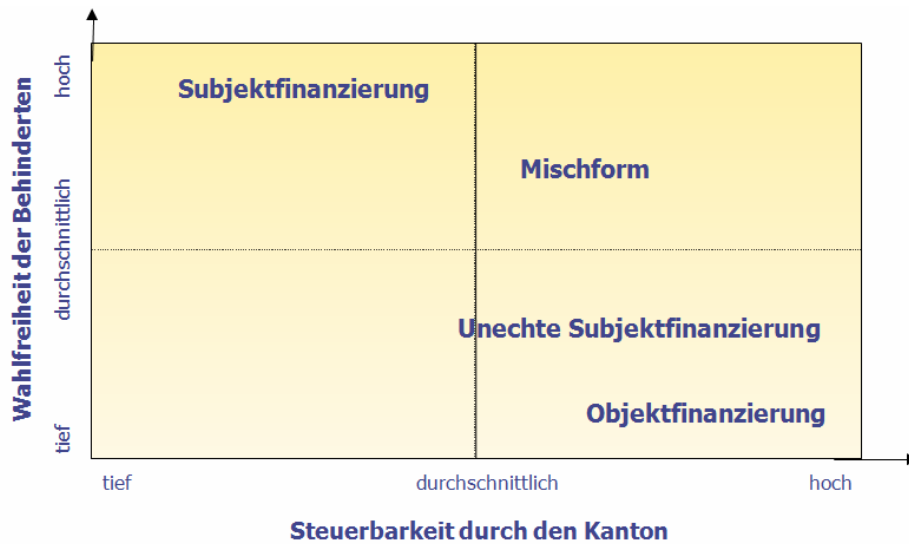 Wahlfreiheit der Behinderten
hoch
durchschnittlich
tief
Subjektfinanzierung
Mischform
Unechte Subjektfinanzierung
Objektfinanzierung
tief
durchschnittlich
hoch
Steuerbarkeit durch den Kanton